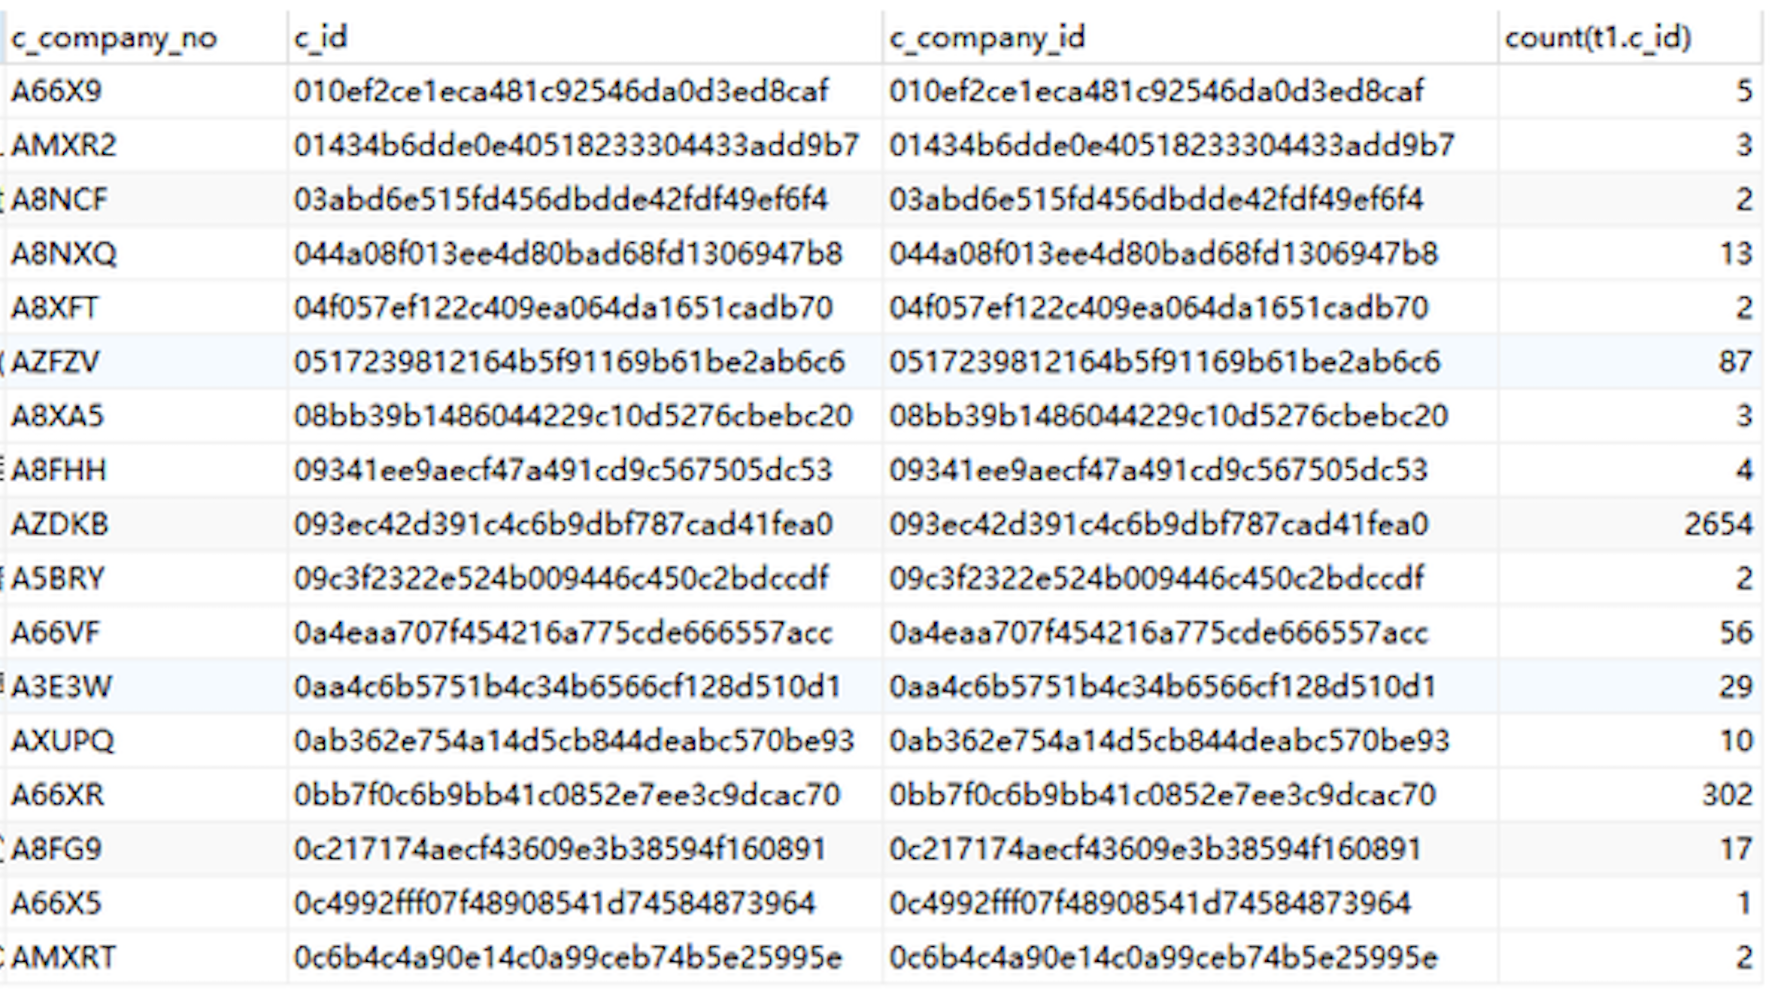 c_company_no c_id c_company_id count(t1.c_id)
A66X9 010ef2ce1eca481c92546da0d3ed8caf 010ef2ce1eca481c92546da0d3ed8caf 5
AMXR2 01434b6dde0e40518233304433add9b7 01434b6dde0e40518233304433add9b7 3
A8NCF 03abd6e515fd456dbdde42fdf49ef6f4 03abd6e515fd456dbdde42fdf49ef6f4 2
A8NXQ 044a08f013ee4d80bad68fd1306947b8 044a08f013ee4d80bad68fd1306947b8 13
A8XFT 04f057ef122c409ea064da1651cadb70 04f057ef122c409ea064da1651cadb70 2
AZFZV 0517239812164b5f91169b61be2ab6c6 0517239812164b5f91169b61be2ab6c6 87
A8XA5 08bb39b1486044229c10d5276cbebc20 08bb39b1486044229c10d5276cbebc20 3
A8FHH 09341ee9aecf47a491cd9c567505dc53 09341ee9aecf47a491cd9c567505dc53 4
AZDKB 093ec42d391c4c6b9dbf787cad41fea0 093ec42d391c4c6b9dbf787cad41fea0 2654
A5BRY 09c3f2322e524b009446c450c2bdccdf 09c3f2322e524b009446c450c2bdccdf 2
A66VF 0a4eaa707f454216a775cde666557acc 0a4eaa707f454216a775cde666557acc 56
A3E3W 0aa4c6b5751b4c34b6566cf128d510d1 0aa4c6b5751b4c34b6566cf128d510d1 29
AXUPQ 0ab362e754a14d5cb844deabc570be93 0ab362e754a14d5cb844deabc570be93 10
A66XR 0bb7f0c6b9bb41c0852e7ee3c9dcac70 0bb7f0c6b9bb41c0852e7ee3c9dcac70 302
A8FG9 0c217174aecf43609e3b38594f160891 0c217174aecf43609e3b38594f160891 17
A66X5 0c4992fff07f48908541d74584873964 0c4992fff07f48908541d74584873964 1
AMXRT 0c6b4c4a90e14c0a99ceb74b5e25995e 0c6b4c4a90e14c0a99ceb74b5e25995e 2